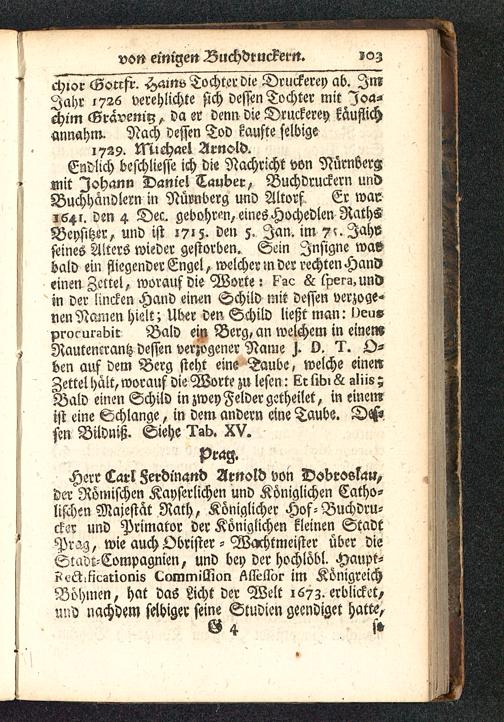 von einigen Buchdruckern. 103
chior Gottfr. Hains Tochter die Druckerey ab. Im
Jahr 1726 verehlichte sich dessen Tochter mit Joa-
chim Grävenitz, da er denn die Druckerey käuflich
annahm. Nach dessen Tod kaufte selbige
1729. Michael Arnold.
Endlich beschliesse ich die Nachricht von Nürnberg
mit Johann Daniel Tauber, Buchdruckern und
Buchhändlern in Nürnberg und Altorf. Er war
1641. den 4 Dec. gebohren, eines Hochedlen Raths
Beysitzer, und ist 1715. den 5. Jan. im 75. Jahr
seines Alters wieder gestorben. Sein Insigne war
bald ein fliegender Engel, welcher in der rechten Hand
einen Zettel, worauf die Worte: Fac & spera, und
in der lincken Hand einen Schild mit dessen verzoge-
nen Namen hielt; Uber den Schild ließt man: Deus
procurabit Bald ein Berg, an welchem in einem
Rautencrantz dessen verzogener Name J. D. T. O-
ben auf dem Berg steht eine Taube, welche einen
Zettel hält, worauf die Worte zu lesen: Et sibi & aliis;
Bald einen Schild in zwey Felder getheilet, in einem
ist eine Schlange, in dem andern eine Taube. Des-
sen Bildniß. Siehe Tab. XV.
Prag.
Herr Carl Ferdinand Arnold von Dobroslau,
der Römischen Kayserlichen und Königlichen Catho-
lischen Majestät Rath, Königlicher Hof-Buchdru-
cker und Primator der Königlichen kleinen Stadt
Prag, wie auch Obrister-Wachtmeister über die
Stadt-Compagnien, und bey der hochlöbl. Haupt-
Rectificationis Commission Assessor im Königreich
Böhmen, hat das Licht der Welt 1673. erblicket,
und nachdem selbiger seine Studien geendiget hatte,
G 4 se